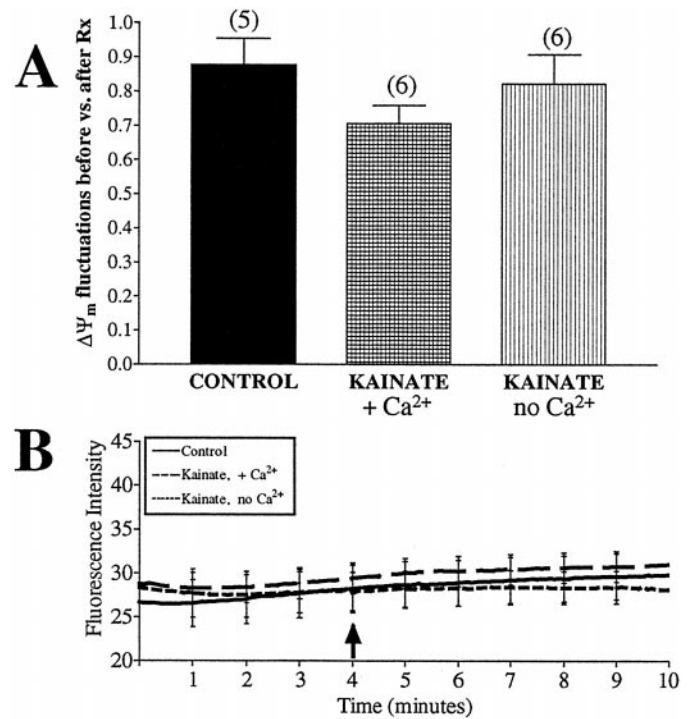 A
ΔΨm fluctuations before vs. after Rx
1.0
0.9
0.8
0.7
0.6
0.5
0.4
0.3
0.2
0.1
0.0
(5)
(6)
(6)
CONTROL
KAINATE
+ Ca²⁺
KAINATE
no Ca²⁺
B
Fluorescence Intensity
45
40
35
30
25
20
Control
Kainate, + Ca²⁺
Kainate, no Ca²⁺
1 2 3 4 5 6 7 8 9 10
Time (minutes)